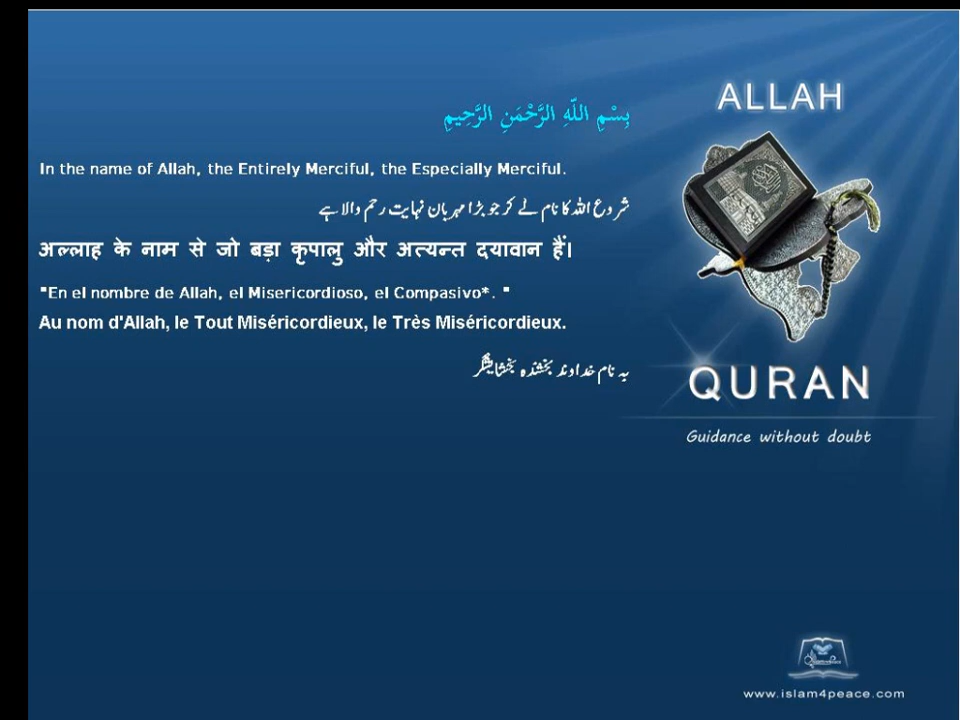 بِسْمِ اللَّهِ الرَّحْمَنِ الرَّحِيمِ
In the name of Allah, the Entirely Merciful, the Especially Merciful.
شروع الله کا نام لے کر جو بڑا مہربان نہایت رحم والا ہے
अल्लाह के नाम से जो बड़ा कृपालु और अत्यन्त दयावान हैं।
"En el nombre de Allah, el Misericordioso, el Compasivo*. "
Au nom d'Allah, le Tout Miséricordieux, le Très Miséricordieux.
به نام خداوند بخشنده بخشایشگر
ALLAH
QURAN
Guidance without doubt
www.islam4peace.com